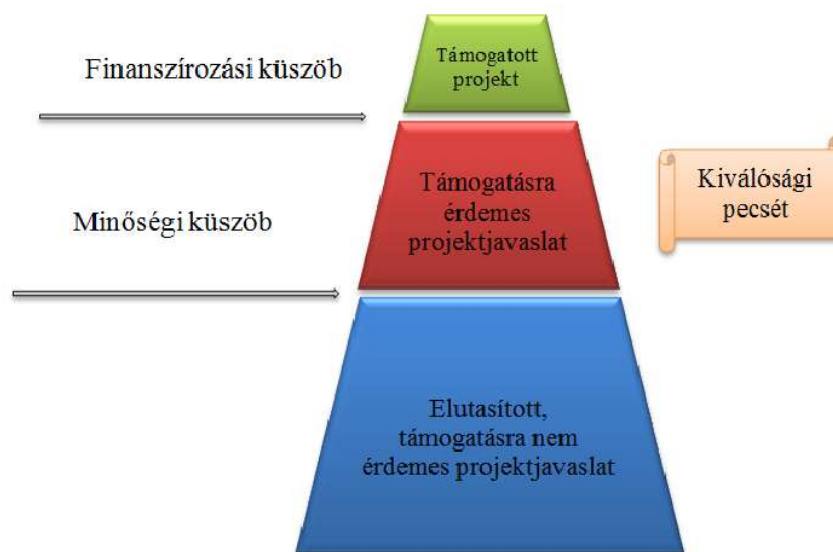 Támogatott
projekt
Finanszírozási küszöb
Támogatásra
érdemes
projektjavaslat
Kiválósági
pecsét
Minőségi küszöb
Elutasított,
támogatásra nem
érdemes projektjavaslat